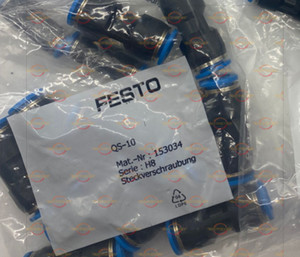 FESTO
QS-10
Mat.-Nr : 153034
Serie : H8
Steckverschraubung